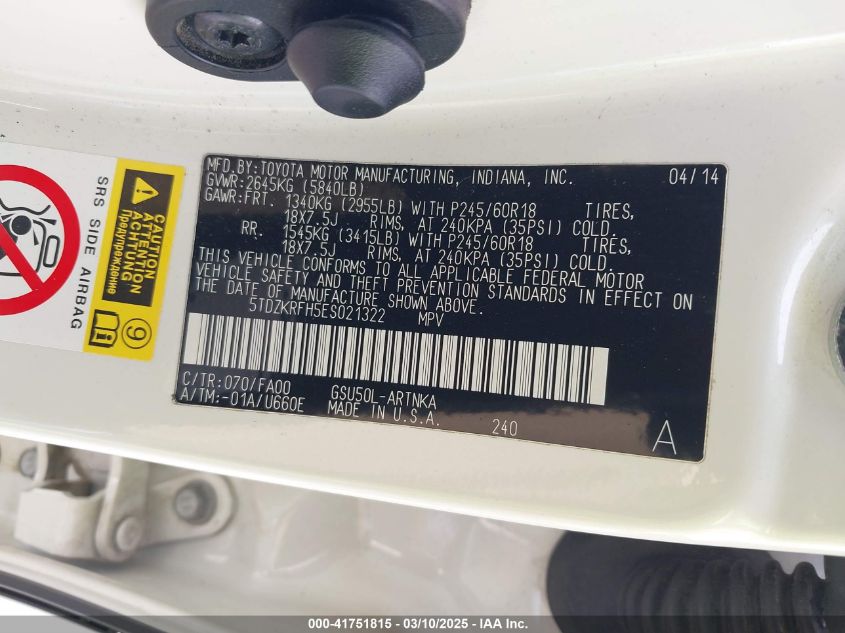 SRS SIDE AIRBAG
CAUTION
ATTENTION
ACHTUNG
Предупреждение
9
MFD.BY:TOYOTA MOTOR MANUFACTURING, INDIANA, INC. 04/14
GVWR:2645KG (5840LB)
GAWR:FRT. 1340KG (2955LB) WITH P245/60R18 TIRES,
18X7.5J RIMS, AT 240KPA (35PSI) COLD.
RR. 1545KG (3415LB) WITH P245/60R18 TIRES,
18X7.5J RIMS, AT 240KPA (35PSI) COLD.
THIS VEHICLE CONFORMS TO ALL APPLICABLE FEDERAL MOTOR
VEHICLE SAFETY AND THEFT PREVENTION STANDARDS IN EFFECT ON
THE DATE OF MANUFACTURE SHOWN ABOVE.
5TDZKRFH5ES021322 MPV
C/TR:070/FA00 GSU50L-ARTNKA
A/TM:-01A/U660E MADE IN U.S.A. 240 A
000-41751815 - 03/10/2025 - IAA Inc.